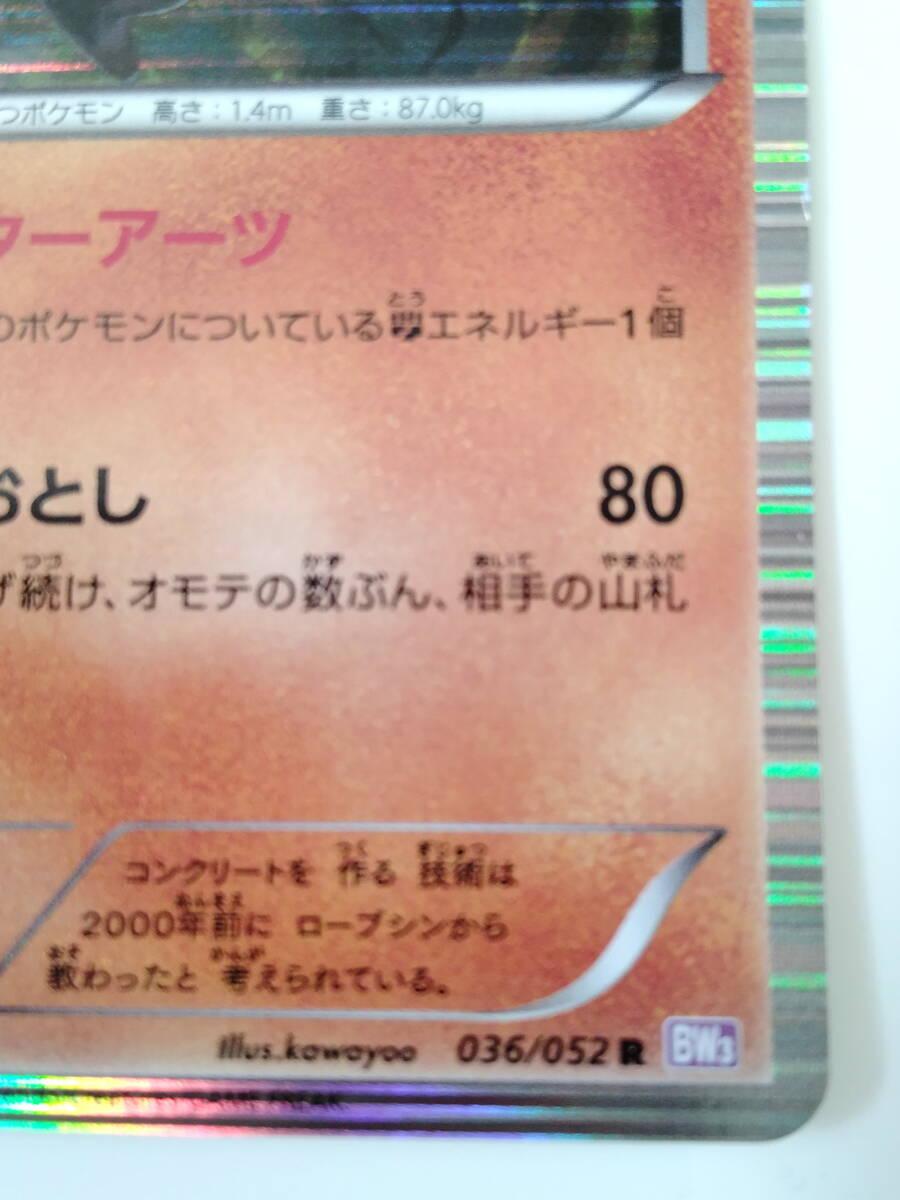 つポケモン 高さ：1.4m 重さ：87.0kg
ターアーツ
のポケモンについている闘エネルギー1個
おとし 80
げ続け、オモテの数ぶん、相手の山札
コンクリートを 作る 技術は
2000年前に ローブシンから
教わったと 考えられている。
Illus.kawayoo 036/052 R BW3
GAME FREAK.